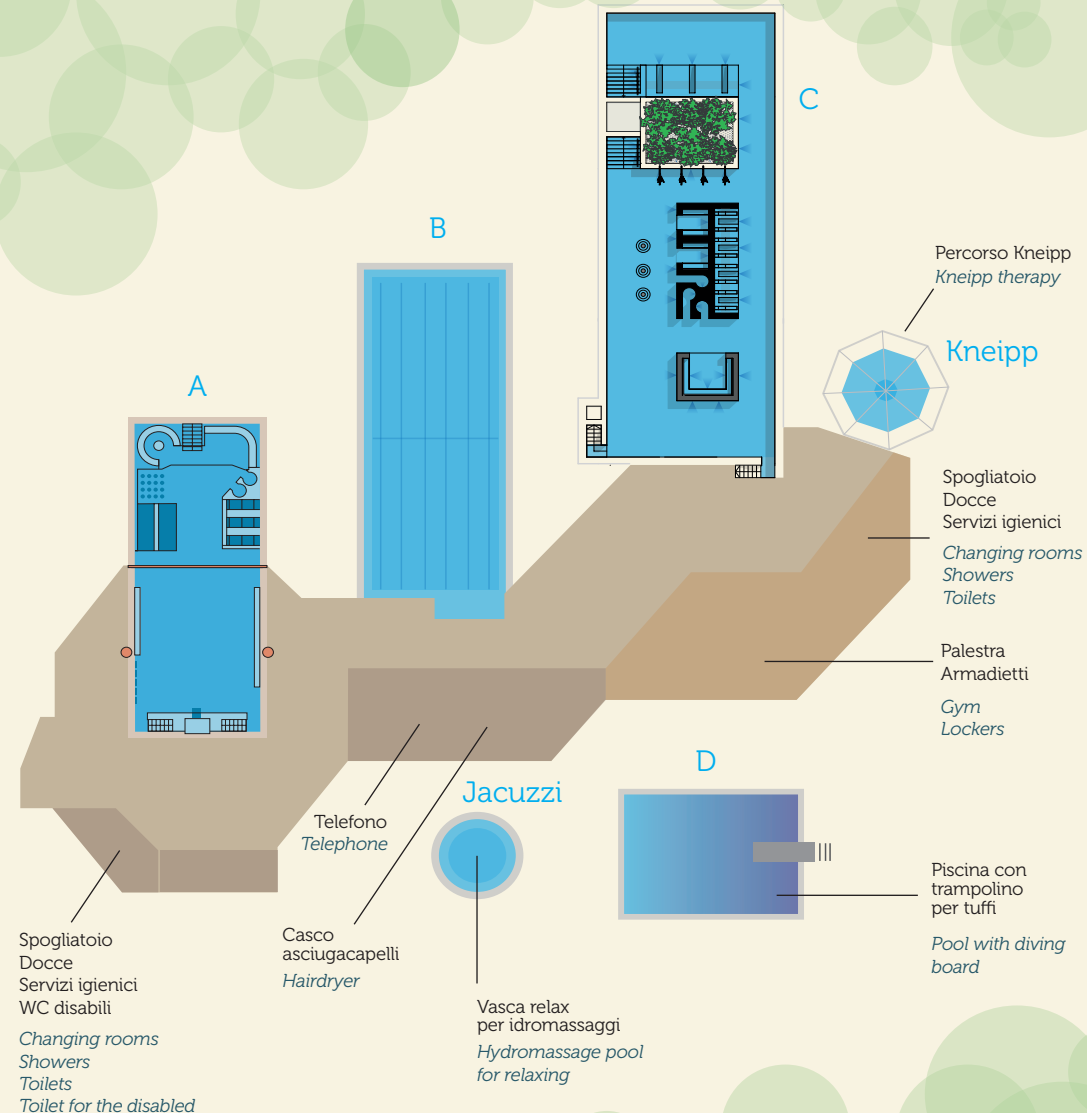 C
B
A
Percorso Kneipp
Kneipp therapy
Kneipp
Spogliatoio
Docce
Servizi igienici
Changing rooms
Showers
Toilets
Palestra
Armadietti
Gym
Lockers
D
Jacuzzi
Telefono
Telephone
Piscina con
trampolino
per tuffi
Pool with diving
board
Casco
asciugacapelli
Hairdryer
Spogliatoio
Docce
Servizi igienici
WC disabili
Changing rooms
Showers
Toilets
Toilet for the disabled
Vasca relax
per idromassaggi
Hydromassage pool
for relaxing